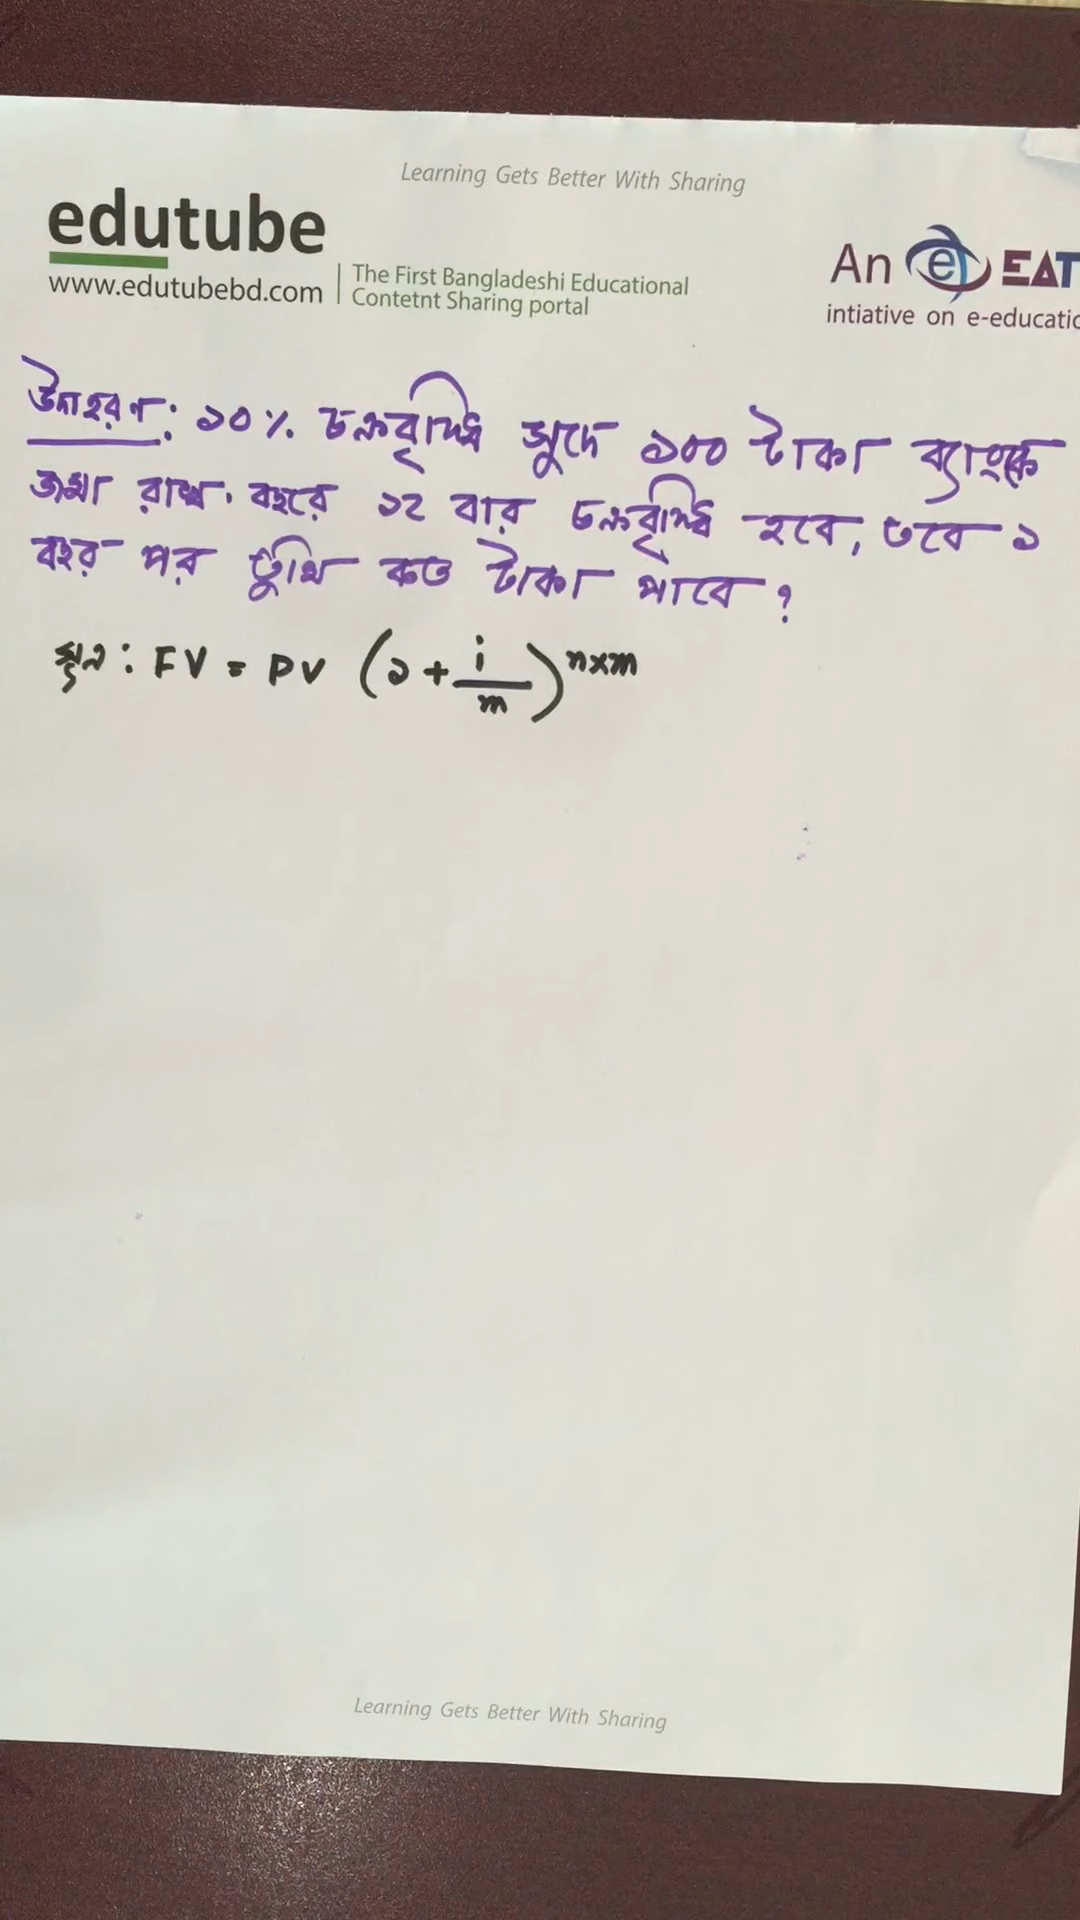 Learning Gets Better With Sharing
edutube
www.edutubebd.com
The First Bangladeshi Educational
Contetnt Sharing portal
An eD EAT
intiative on e-educatio
উদাহরণ: ১০% চক্রবৃদ্ধি সুদে ১০০ টাকা ব্যাংকে
জমা রাখ. বছরে ১২ বার চক্রবৃদ্ধি হবে, তবে ১
বছর পর তুমি কত টাকা পাবে?
সূত্র: FV = PV (১ + i/m)^n×m
Learning Gets Better With Sharing